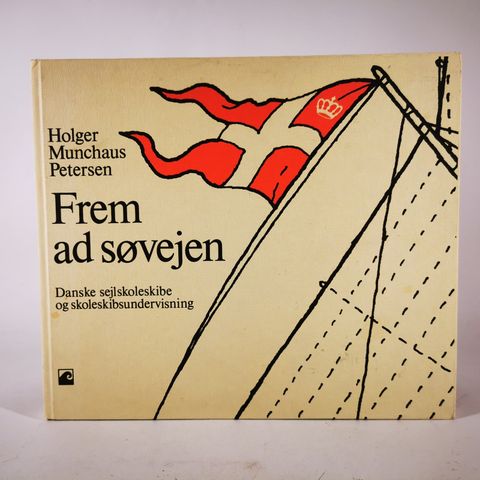 Holger
Munchaus
Petersen
Frem
ad søvejen
Danske sejlskoleskibe
og skoleskibsundervisning